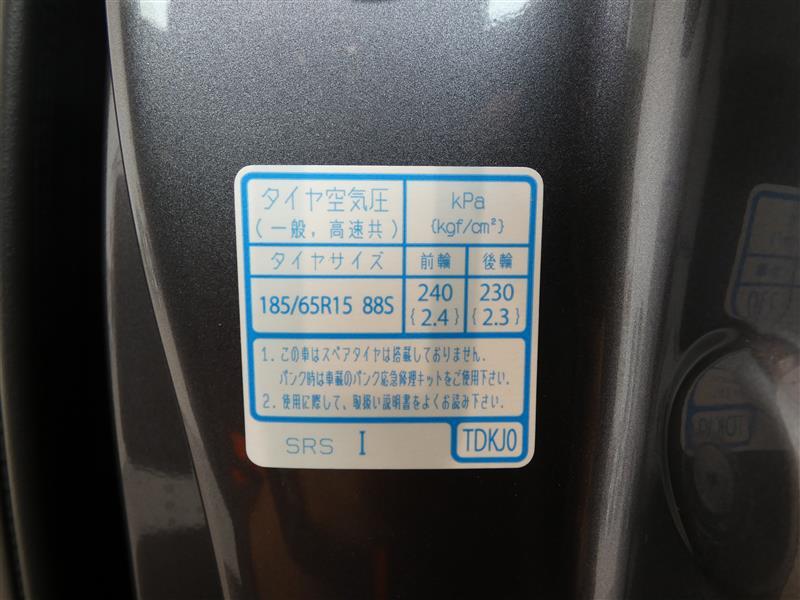 タイヤ空気圧
(一般, 高速共)
kPa
{kgf/cm²}
タイヤサイズ
前輪
後輪
185/65R15 88S
240
{2.4}
230
{2.3}
1. この車はスペアタイヤは搭載しておりません.
パンク時は車載のパンク応急修理キットをご使用下さい.
2. 使用に際して、取扱い説明書をよくお読み下さい.
SRS I
TDKJ0